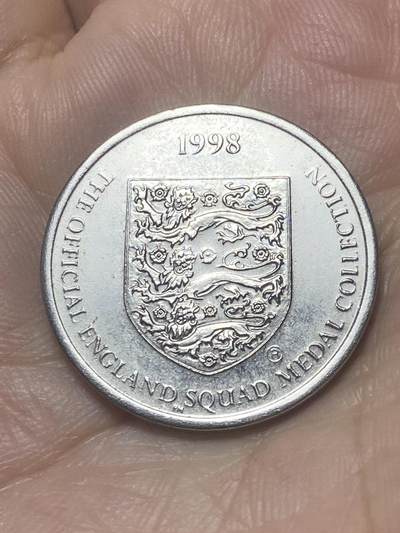 1998
THE OFFICIAL ENGLAND SQUAD MEDAL COLLECTION
®